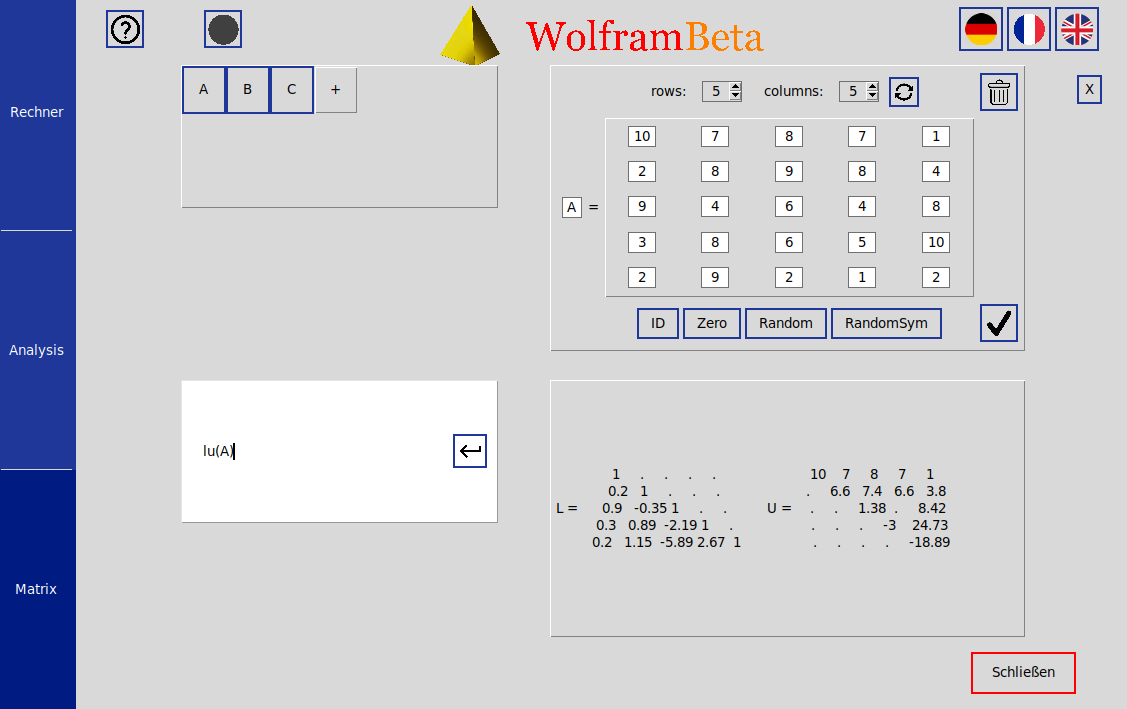 ?
WolframBeta
Rechner
Analysis
Matrix
A B C +
rows: 5 columns: 5
X
10 7 8 7 1
2 8 9 8 4
A = 9 4 6 4 8
3 8 6 5 10
2 9 2 1 2
ID Zero Random RandomSym
lu(A)
1 . . . .
0.2 1 . . .
L = 0.9 -0.35 1 . .
0.3 0.89 -2.19 1 .
0.2 1.15 -5.89 2.67 1
10 7 8 7 1
. 6.6 7.4 6.6 3.8
U = . . 1.38 . 8.42
. . . -3 24.73
. . . . -18.89
Schließen